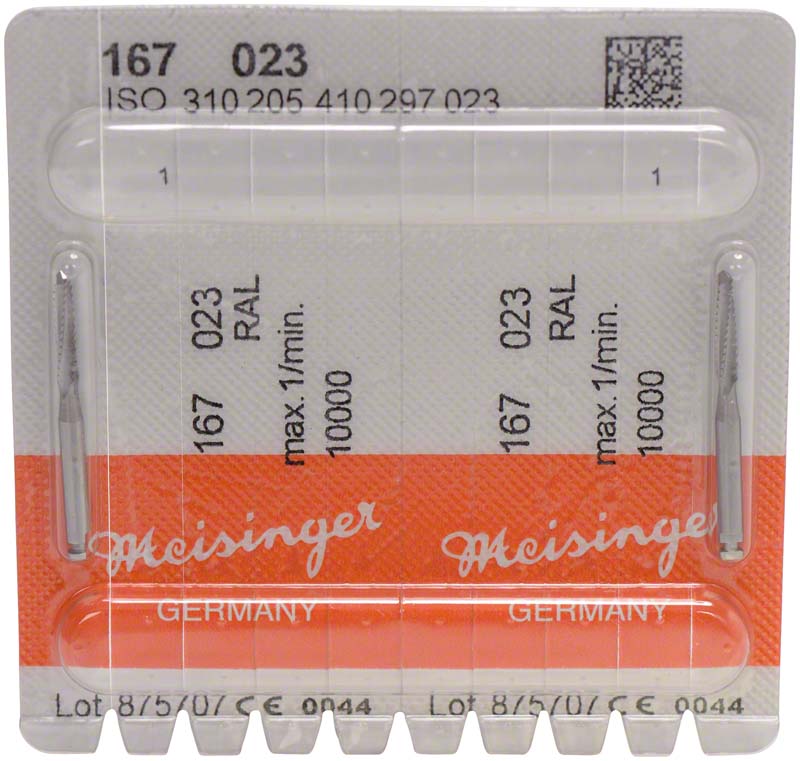 167 023
ISO 310 205 410 297 023
1 1
167 023
RAL
max. 1/min.
10000
167 023
RAL
max. 1/min.
10000
Meisinger Meisinger
GERMANY GERMANY
Lot 875707 CE 0044 Lot 875707 CE 0044